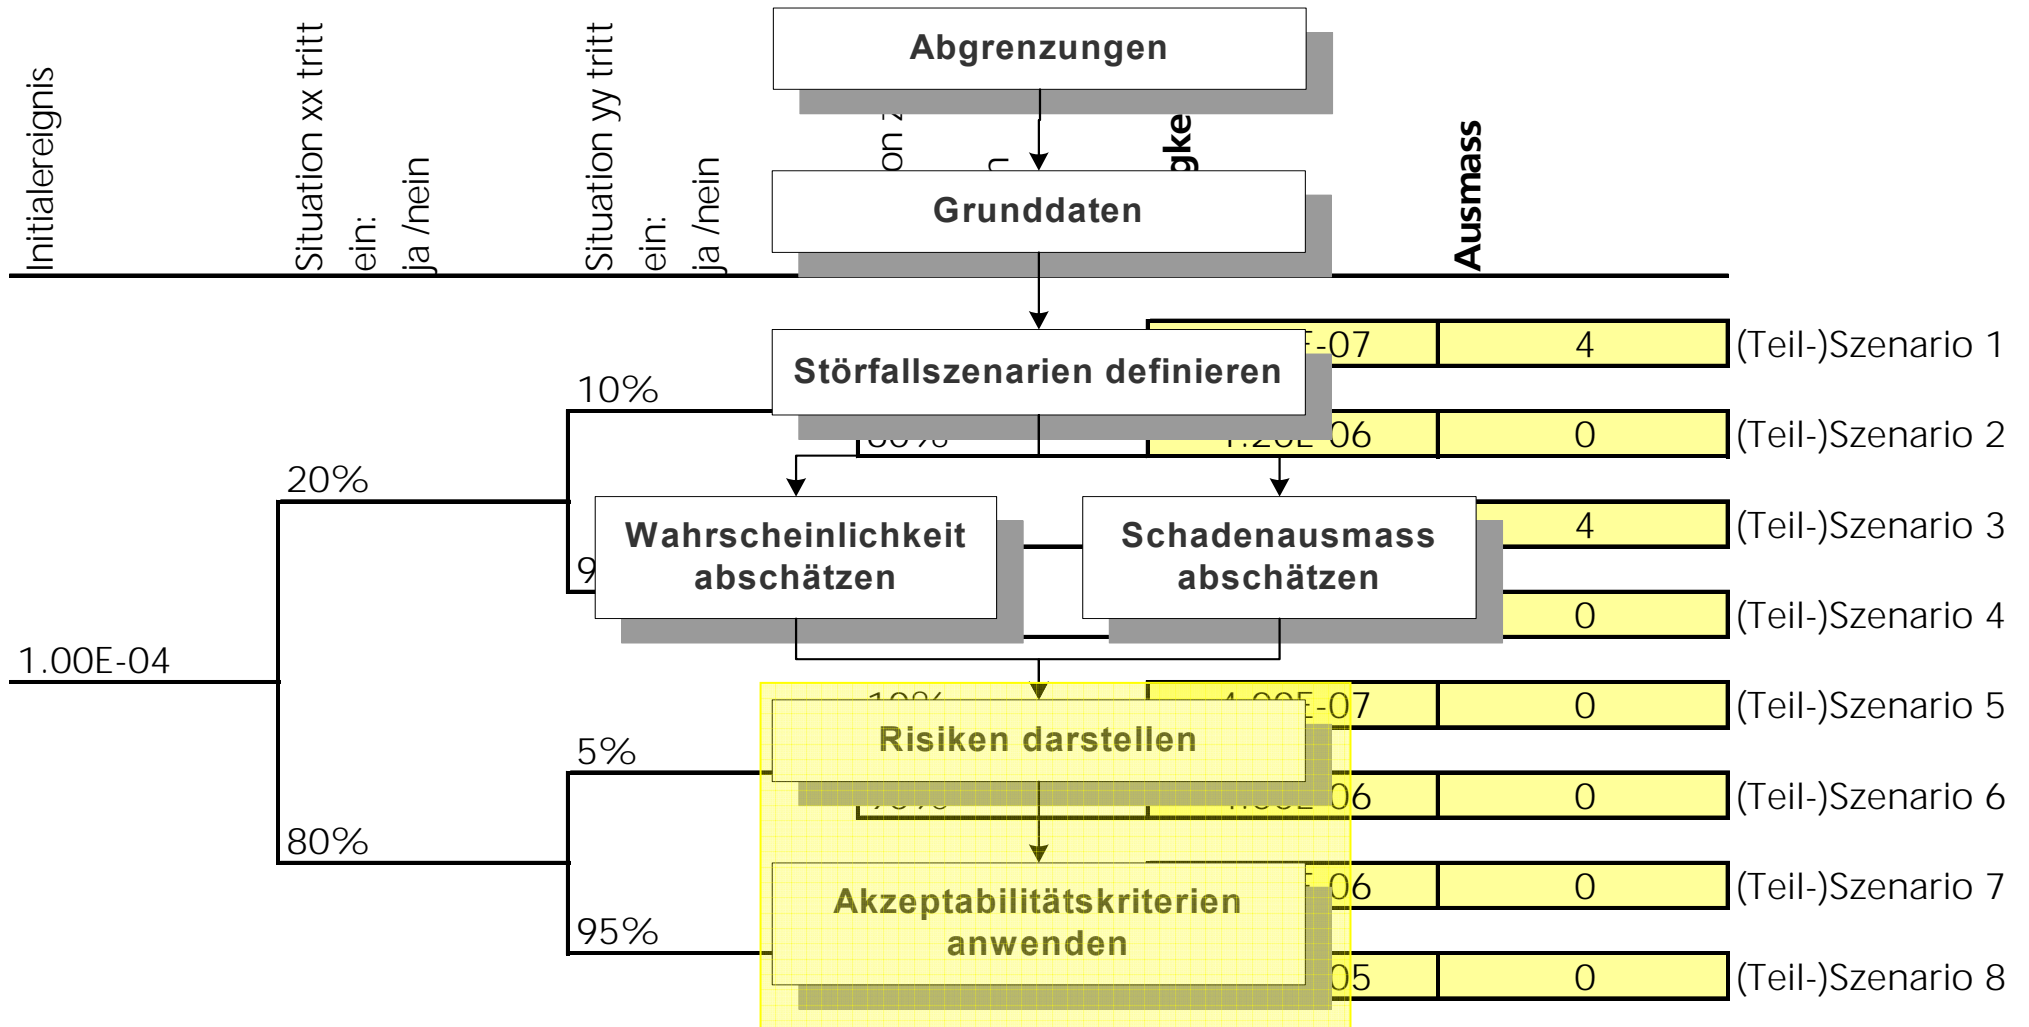 Initialereignis
Situation xx tritt
ein:
ja /nein
Situation yy tritt
ein:
ja /nein
Ausmass
Abgrenzungen
Grunddaten
Störfallszenarien definieren
Wahrscheinlichkeit
abschätzen
Schadenausmass
abschätzen
Risiken darstellen
Akzeptabilitätskriterien
anwenden
1.00E-04
20%
80%
10%
5%
95%
4 (Teil-)Szenario 1
0 (Teil-)Szenario 2
4 (Teil-)Szenario 3
0 (Teil-)Szenario 4
0 (Teil-)Szenario 5
0 (Teil-)Szenario 6
0 (Teil-)Szenario 7
0 (Teil-)Szenario 8